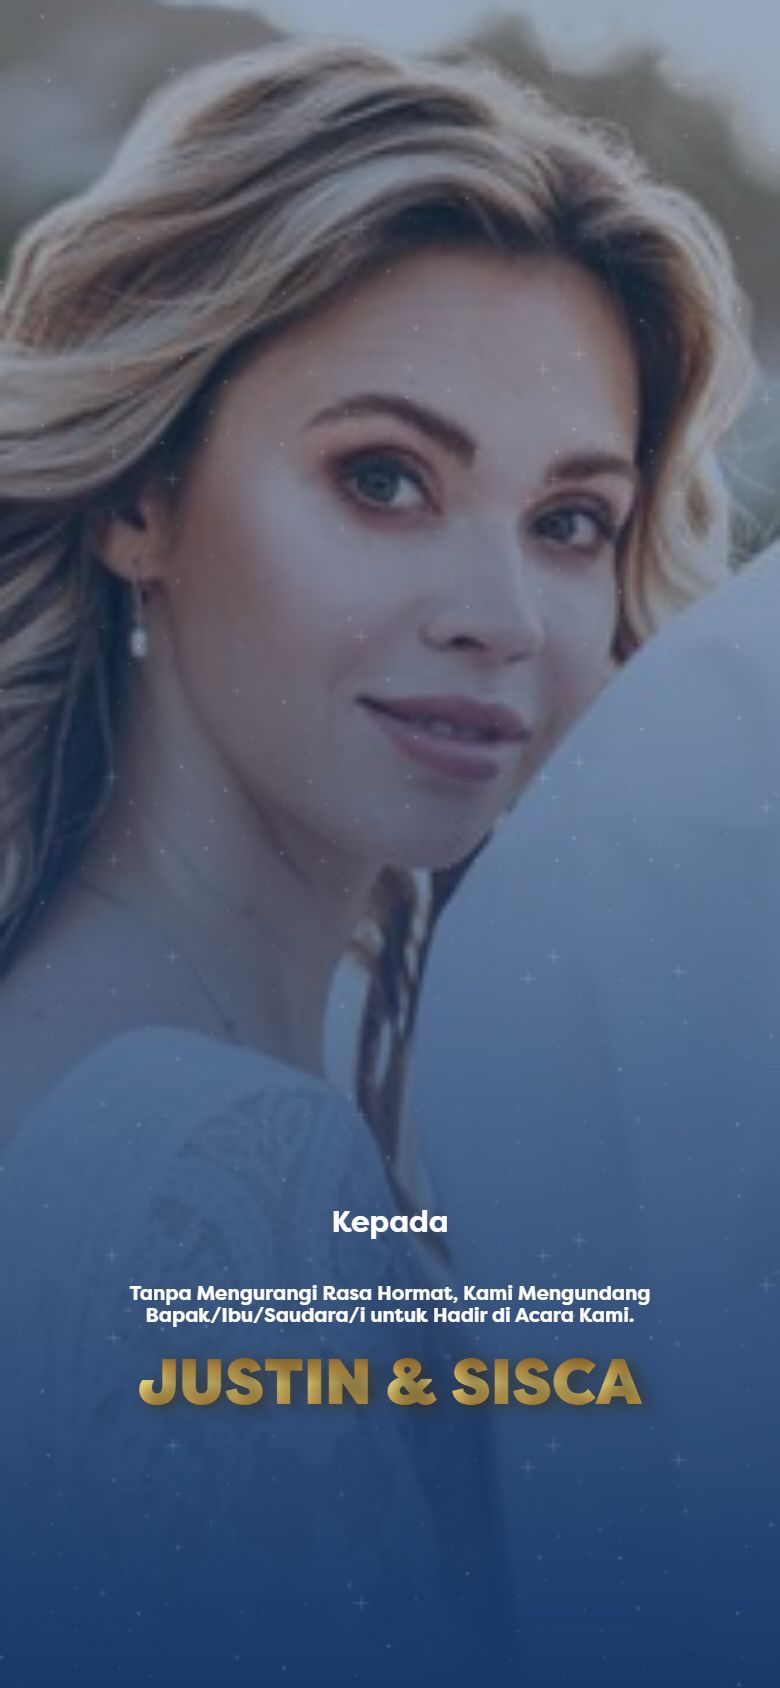 Kepada
Tanpa Mengurangi Rasa Hormat, Kami Mengundang
Bapak/Ibu/Saudara/i untuk Hadir di Acara Kami.
JUSTIN & SISCA